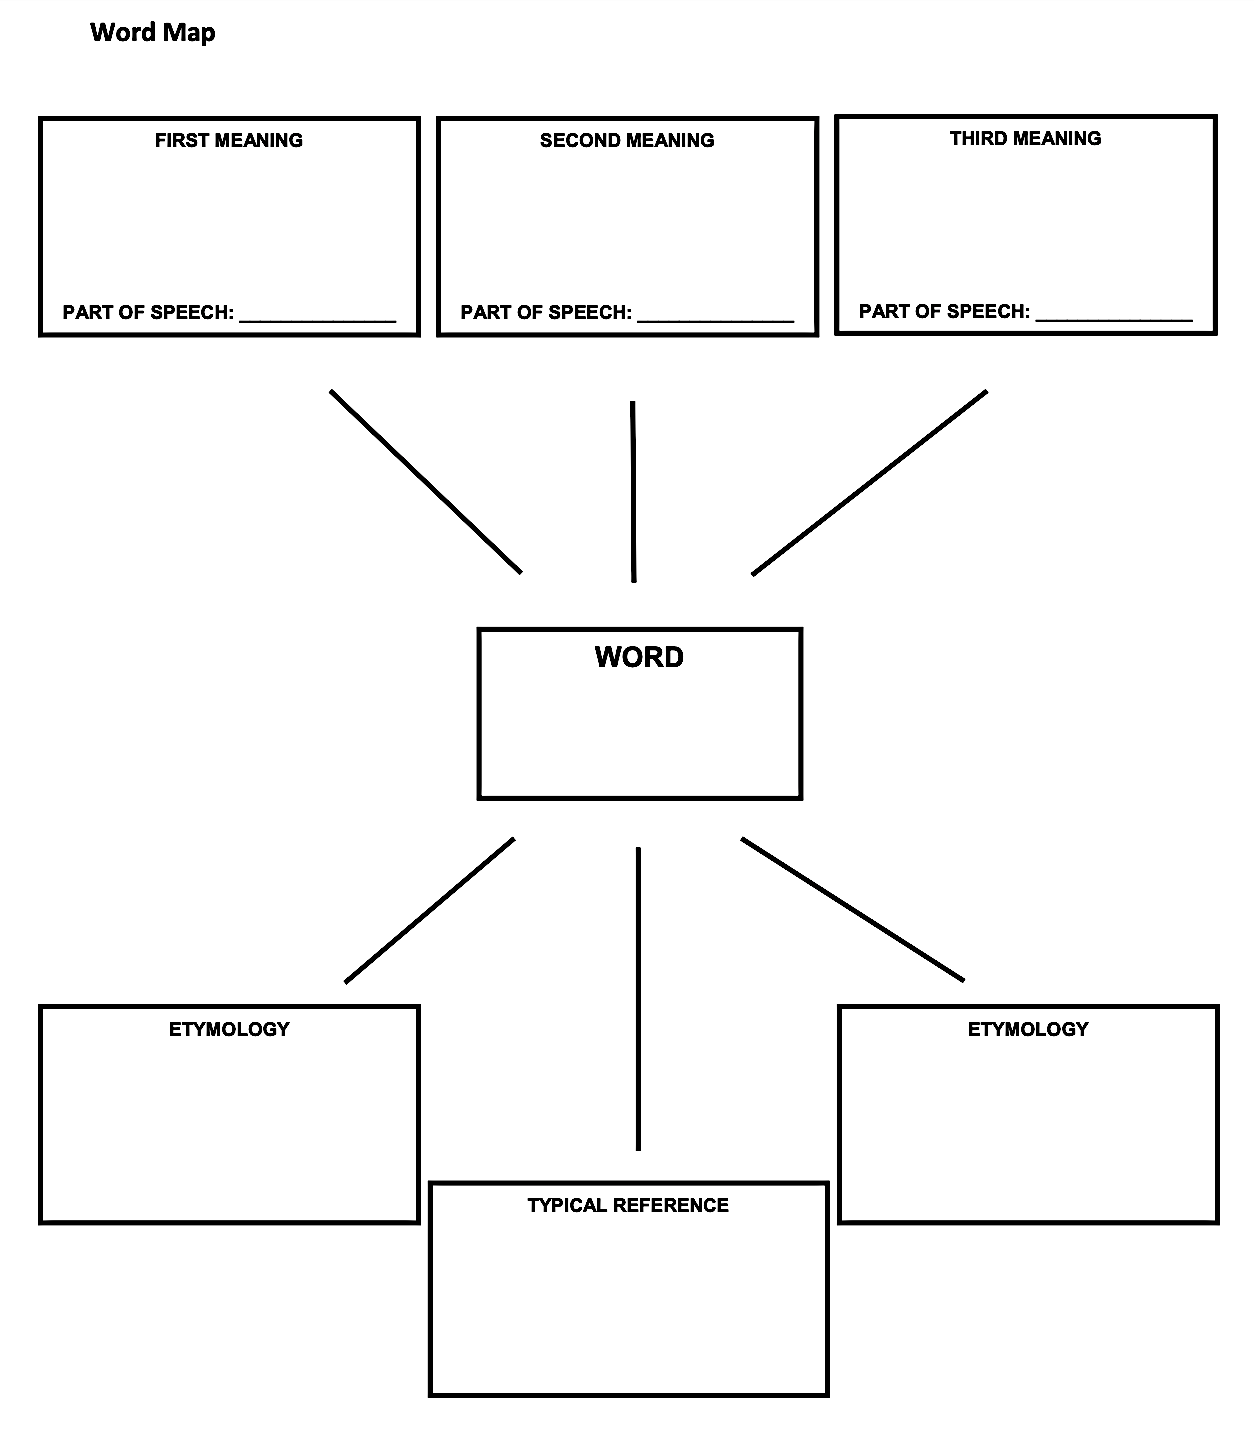 Word Map
FIRST MEANING
PART OF SPEECH: _______________
SECOND MEANING
PART OF SPEECH: _______________
THIRD MEANING
PART OF SPEECH: _______________
WORD
ETYMOLOGY
ETYMOLOGY
TYPICAL REFERENCE